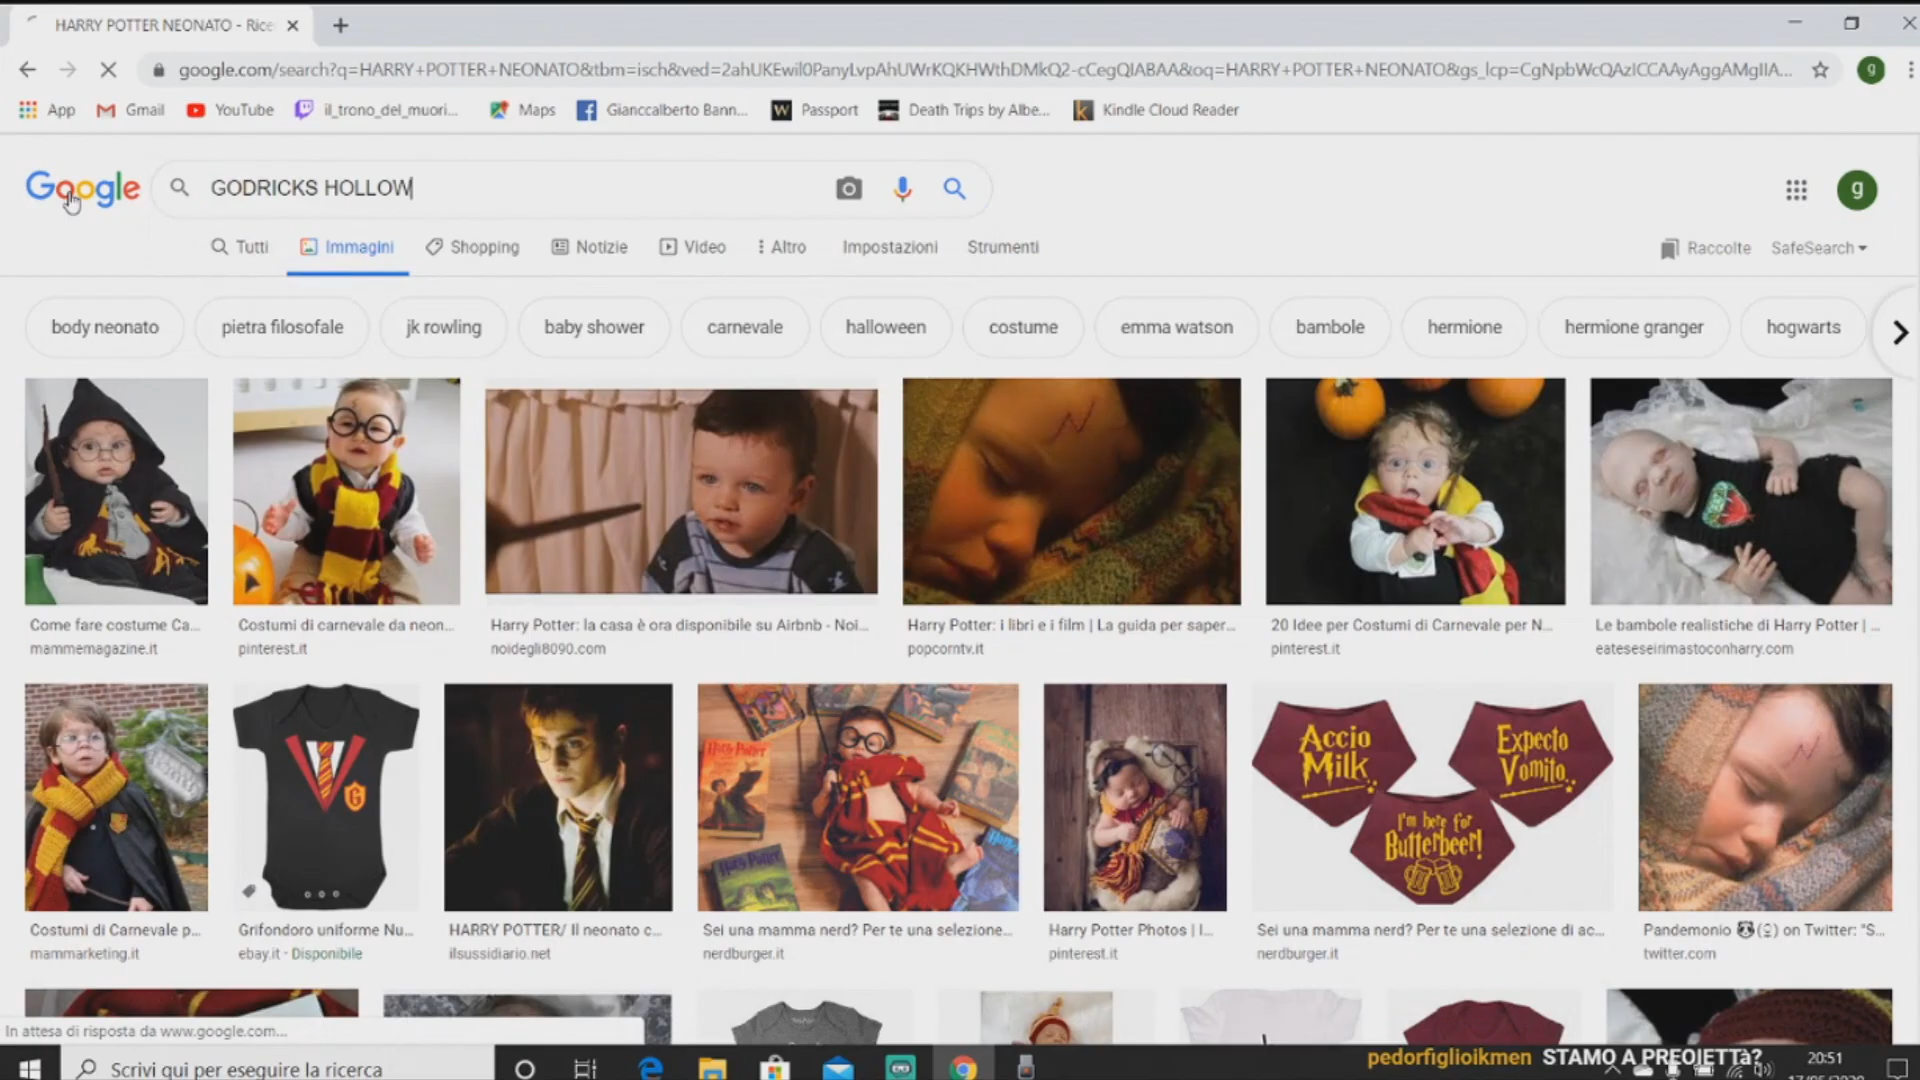 HARRY POTTER NEONATO - Rice
google.com/search?q=HARRY+POTTER+NEONATO&tbm=isch&ved=2ahUKEwil0PanyLvpAhUWrKQKHWthDMkQ2-cCegQIABAA&oq=HARRY+POTTER+NEONATO&gs_lcp=CgNpbWcQAzICCAAyAggAMgIIA...
g
App
Gmail
YouTube
il_trono_del_muori...
Maps
Gianccalberto Bann...
Passport
Death Trips by Albe...
Kindle Cloud Reader
Google
GODRICKS HOLLOW
g
Tutti
Immagini
Shopping
Notizie
Video
Altro
Impostazioni
Strumenti
Raccolte
SafeSearch
body neonato
pietra filosofale
jk rowling
baby shower
carnevale
halloween
costume
emma watson
bambole
hermione
hermione granger
hogwarts
Come fare costume Ca...
mammemagazine.it
Costumi di carnevale da neon...
pinterest.it
Harry Potter: la casa è ora disponibile su Airbnb - Noi...
noidegli8090.com
Harry Potter: i libri e i film | La guida per saper...
popcorntv.it
20 Idee per Costumi di Carnevale per N...
pinterest.it
Le bambole realistiche di Harry Potter | ...
eateseseirimastoconharry.com
Harry Potter
Harry Potter
Accio
Milk
Expecto
Vomito
I'm here for
Butterbeer!
Costumi di Carnevale p...
mammarketing.it
Grifondoro uniforme Nu...
ebay.it - Disponibile
HARRY POTTER/ Il neonato c...
ilsussidiario.net
Sei una mamma nerd? Per te una selezione...
nerdburger.it
Harry Potter Photos | I...
pinterest.it
Sei una mamma nerd? Per te una selezione di ac...
nerdburger.it
Pandemonio on Twitter: "S...
twitter.com
In attesa di risposta da www.google.com...
Scrivi qui per eseguire la ricerca
pedorfiglioikmen STAMO A PREOIETTà?
20:51